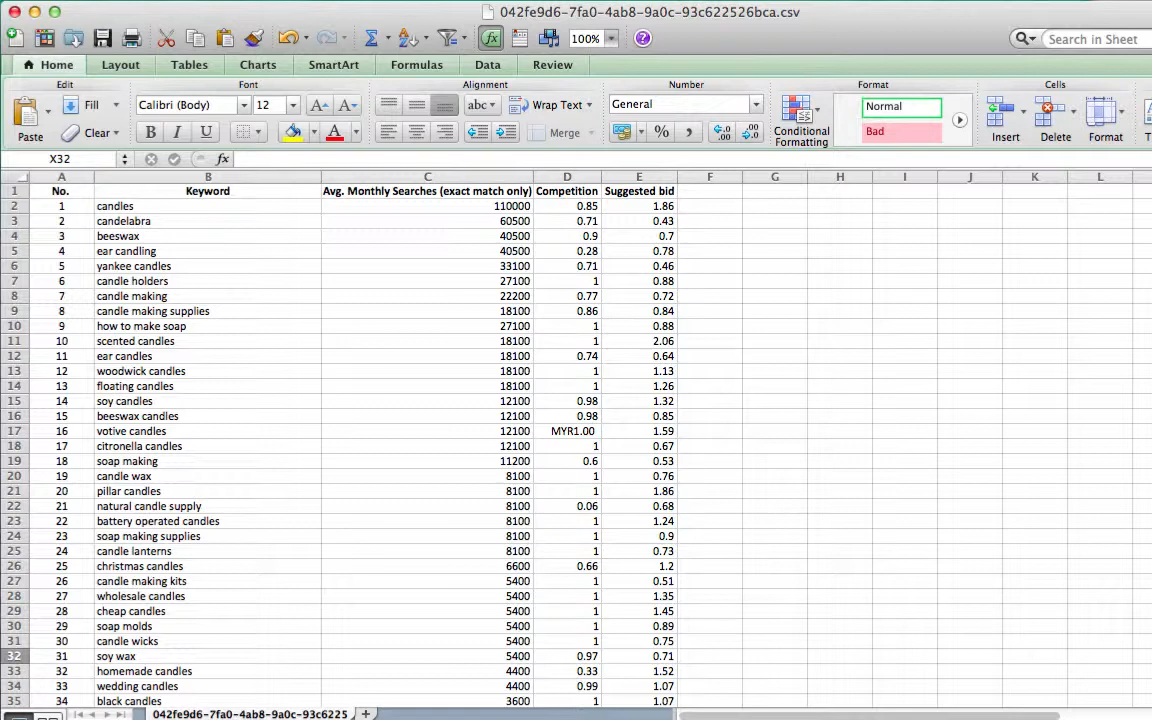 042fe9d6-7fa0-4ab8-9a0c-93c622526bca.csv
100% Search in Sheet
Home Layout Tables Charts SmartArt Formulas Data Review
Edit Font Alignment Number Format Cells
Fill Calibri (Body) 12 abc Wrap Text General Normal
Paste Clear B I U Merge % Conditional Formatting Bad Insert Delete Format
X32 fx
A B C D E F G H I J K L
1 No. Keyword Avg. Monthly Searches (exact match only) Competition Suggested bid
2 1 candles 110000 0.85 1.86
3 2 candelabra 60500 0.71 0.43
4 3 beeswax 40500 0.9 0.7
5 4 ear candling 40500 0.28 0.78
6 5 yankee candles 33100 0.71 0.46
7 6 candle holders 27100 1 0.88
8 7 candle making 22200 0.77 0.72
9 8 candle making supplies 18100 0.86 0.84
10 9 how to make soap 27100 1 0.88
11 10 scented candles 18100 1 2.06
12 11 ear candles 18100 0.74 0.64
13 12 woodwick candles 18100 1 1.13
14 13 floating candles 18100 1 1.26
15 14 soy candles 12100 0.98 1.32
16 15 beeswax candles 12100 0.98 0.85
17 16 votive candles 12100 MYR1.00 1.59
18 17 citronella candles 12100 1 0.67
19 18 soap making 11200 0.6 0.53
20 19 candle wax 8100 1 0.76
21 20 pillar candles 8100 1 1.86
22 21 natural candle supply 8100 0.06 0.68
23 22 battery operated candles 8100 1 1.24
24 23 soap making supplies 8100 1 0.9
25 24 candle lanterns 8100 1 0.73
26 25 christmas candles 6600 0.66 1.2
27 26 candle making kits 5400 1 0.51
28 27 wholesale candles 5400 1 1.35
29 28 cheap candles 5400 1 1.45
30 29 soap molds 5400 1 0.89
31 30 candle wicks 5400 1 0.75
32 31 soy wax 5400 0.97 0.71
33 32 homemade candles 4400 0.33 1.52
34 33 wedding candles 4400 0.99 1.07
35 34 black candles 3600 1 1.07
042fe9d6-7fa0-4ab8-9a0c-93c6225